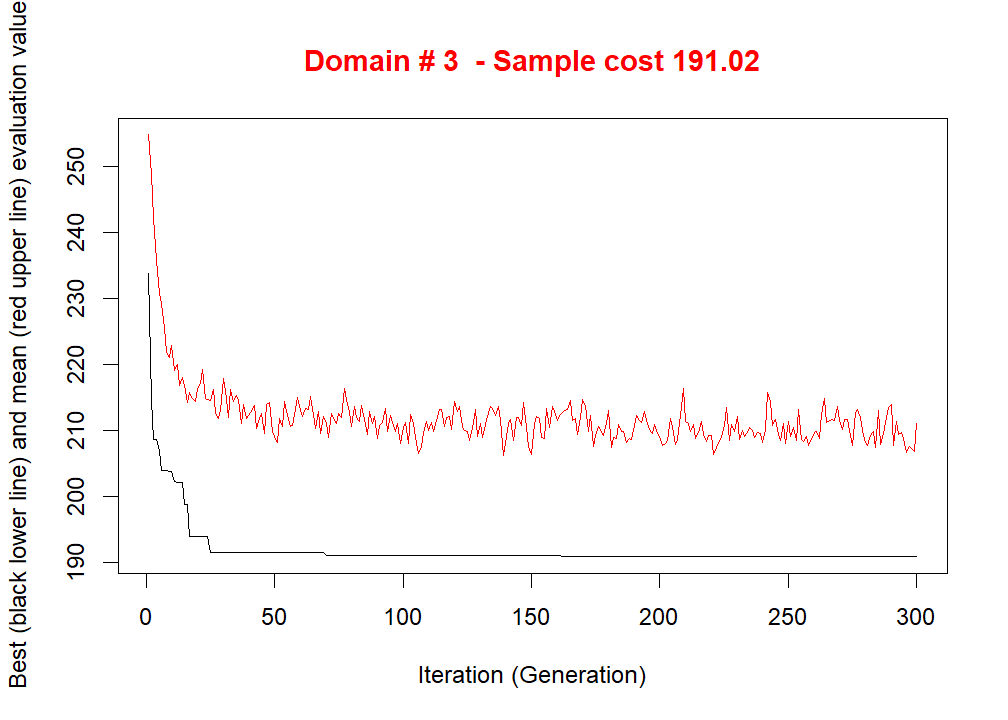 Domain # 3  - Sample cost 191.02
Best (black lower line) and mean (red upper line) evaluation value
250
240
230
220
210
200
190
0 50 100 150 200 250 300
Iteration (Generation)